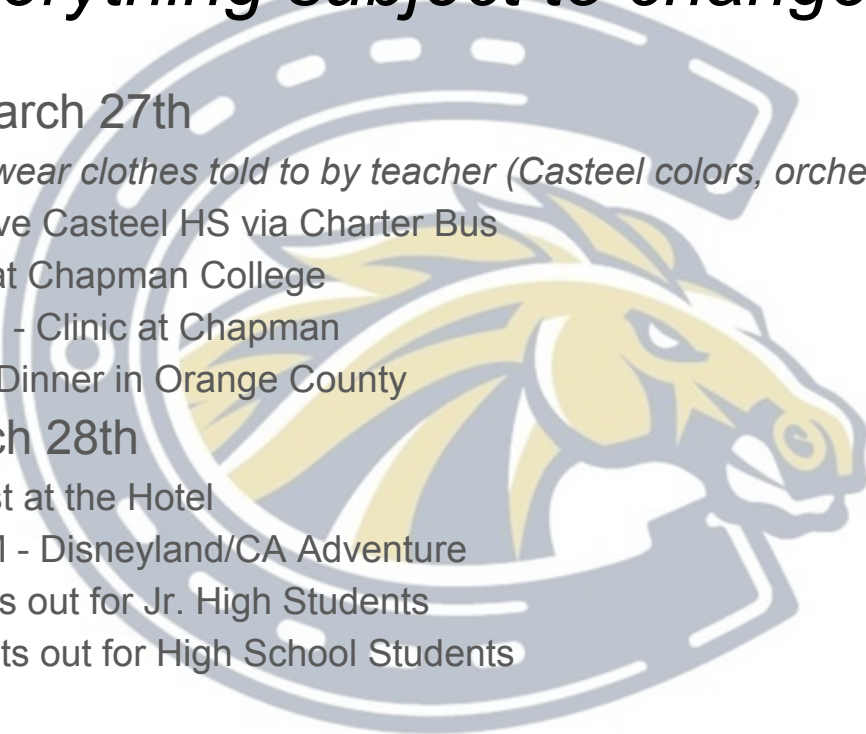 erything subject to change
arch 27th
wear clothes told to by teacher (Casteel colors, orche
ve Casteel HS via Charter Bus
at Chapman College
- Clinic at Chapman
Dinner in Orange County
ch 28th
st at the Hotel
M - Disneyland/CA Adventure
s out for Jr. High Students
ts out for High School Students